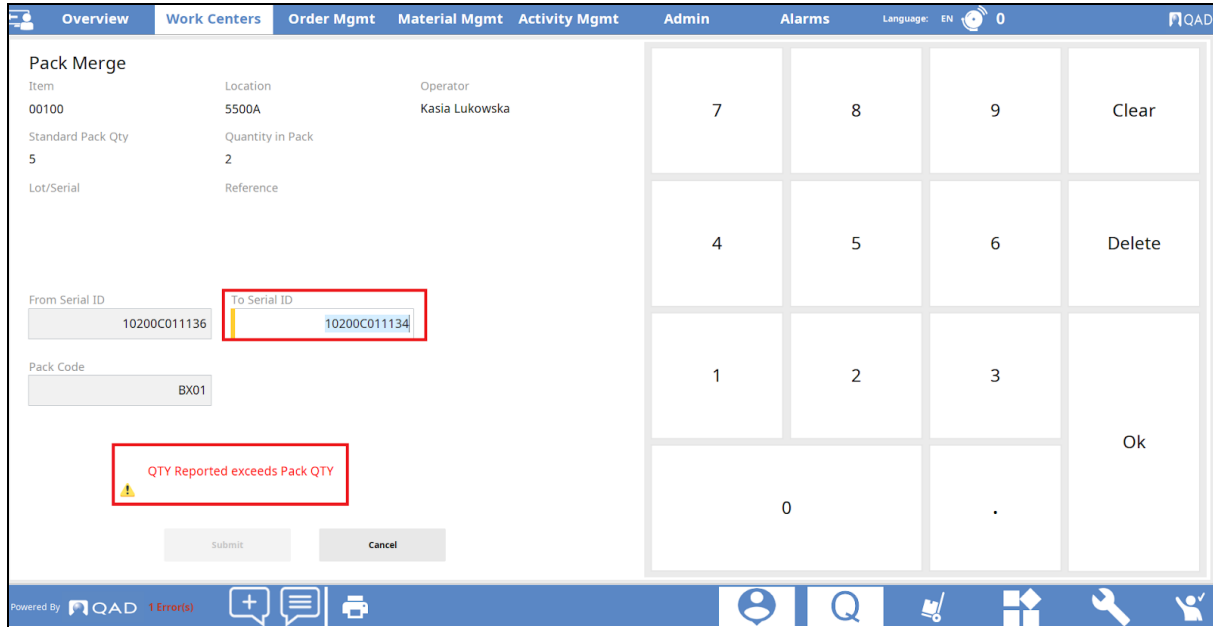 Overview Work Centers Order Mgmt Material Mgmt Activity Mgmt Admin Alarms Language: EN 0 QAD
Pack Merge
Item Location Operator
00100 5500A Kasia Lukowska
Standard Pack Qty Quantity in Pack
5 2
Lot/Serial Reference
From Serial ID To Serial ID
10200C011136 10200C011134
Pack Code
BX01
QTY Reported exceeds Pack QTY
Submit Cancel
7 8 9 Clear
4 5 6 Delete
1 2 3
Ok
0 .
Powered By QAD 1 Error(s) Q